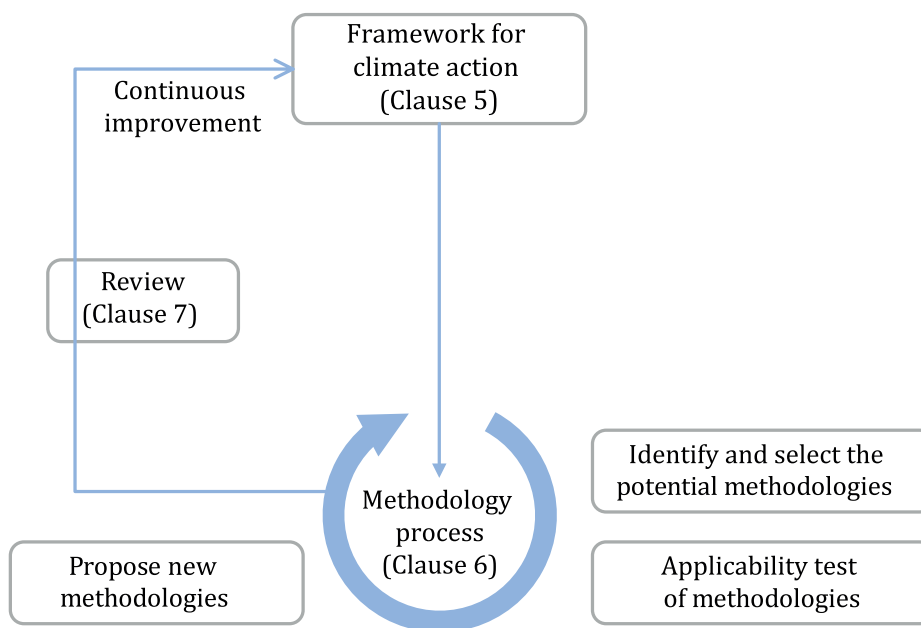 Framework for
climate action
(Clause 5)
Continuous
improvement
Review
(Clause 7)
Methodology
process
(Clause 6)
Identify and select the
potential methodologies
Propose new
methodologies
Applicability test
of methodologies